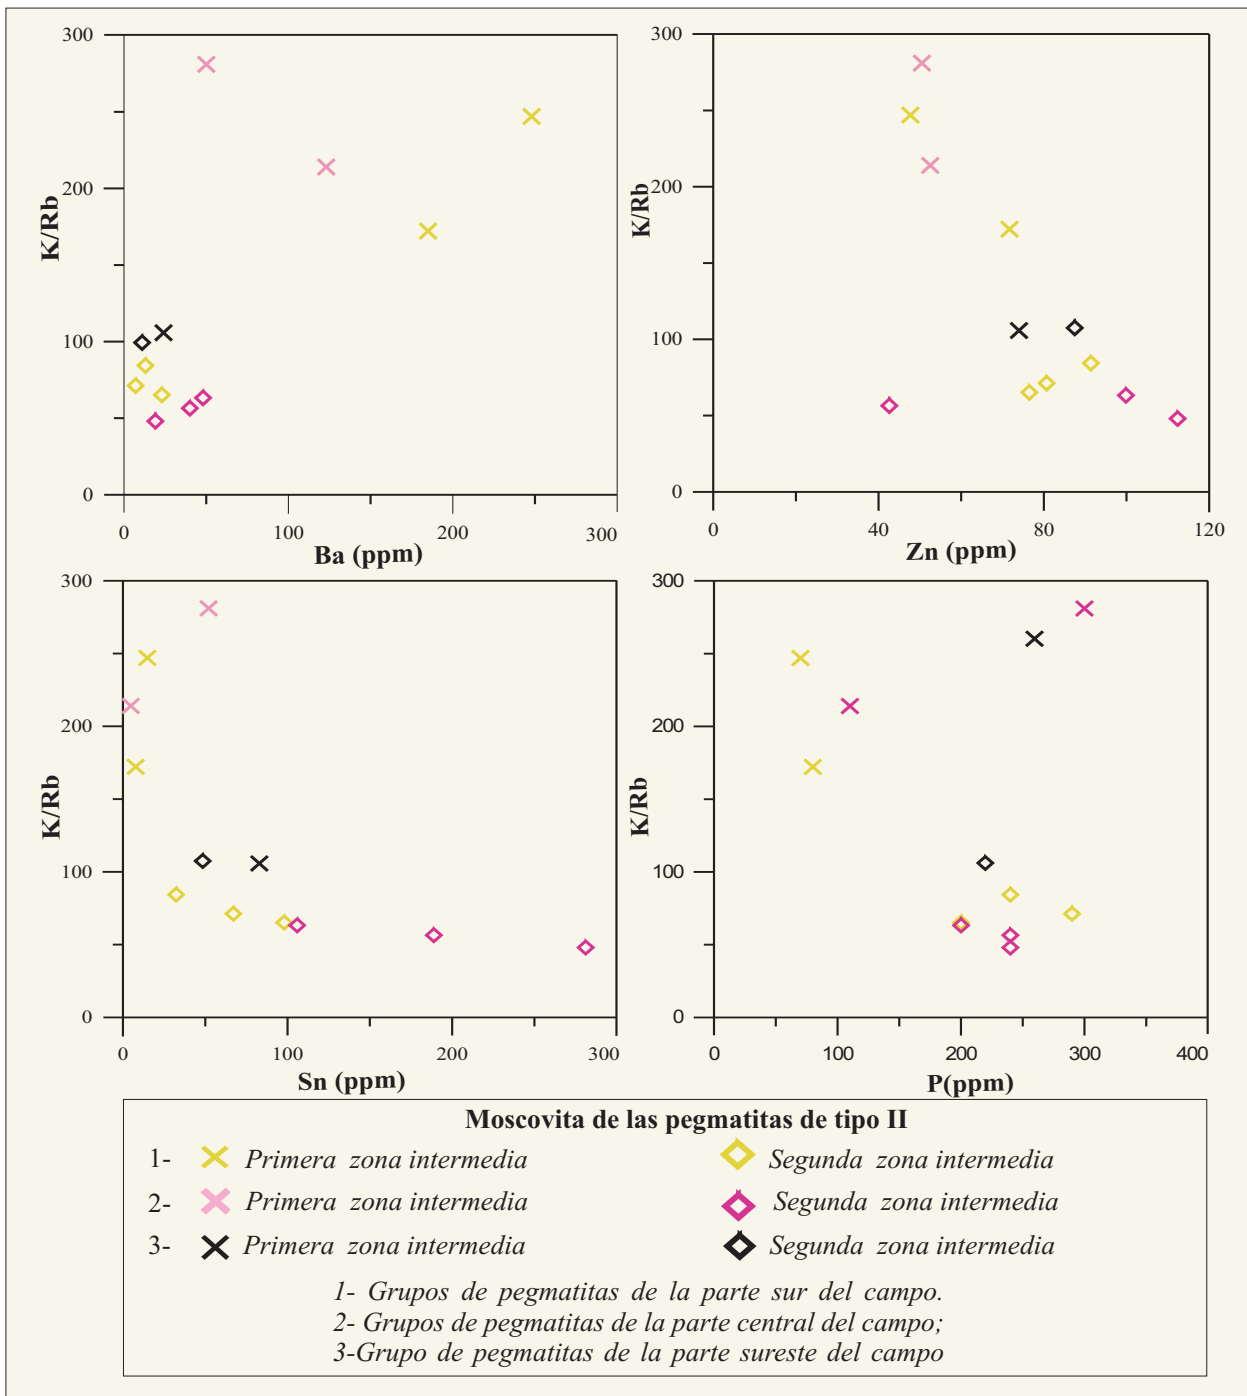 300
200
100
0
K/Rb
0 100 200 300
Ba (ppm)
300
200
100
0
K/Rb
0 40 80 120
Zn (ppm)
300
200
100
0
K/Rb
0 100 200 300
Sn (ppm)
300
200
100
0
K/Rb
0 100 200 300 400
P(ppm)
Moscovita de las pegmatitas de tipo II
1- Primera zona intermedia Segunda zona intermedia
2- Primera zona intermedia Segunda zona intermedia
3- Primera zona intermedia Segunda zona intermedia
1- Grupos de pegmatitas de la parte sur del campo.
2- Grupos de pegmatitas de la parte central del campo;
3-Grupo de pegmatitas de la parte sureste del campo